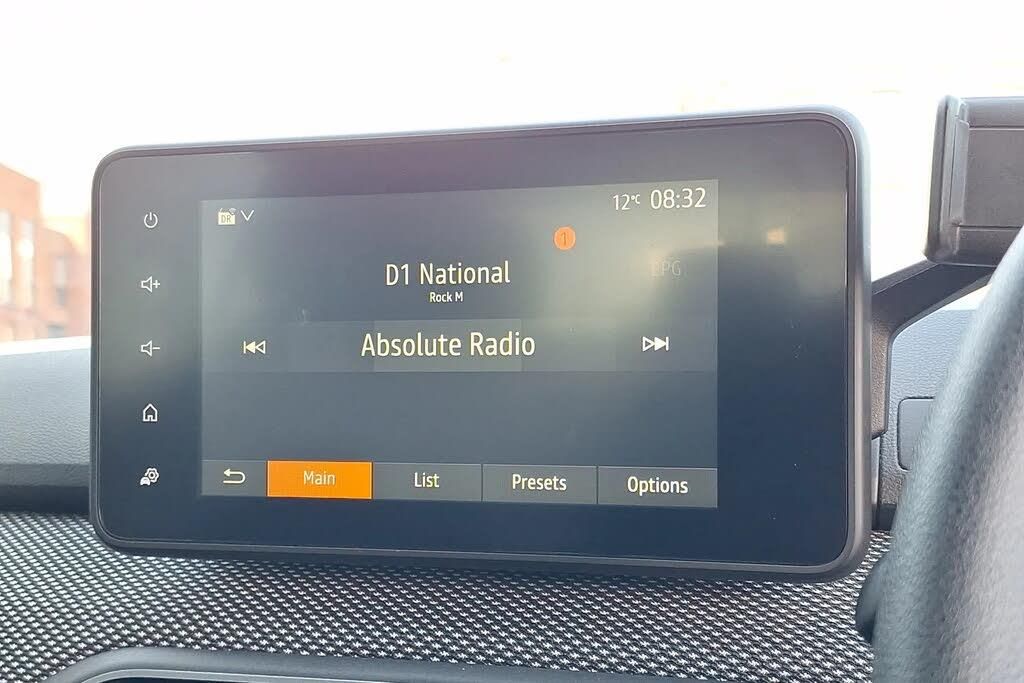 DR
12°C 08:32
1
D1 National
EPG
Rock M
Absolute Radio
Main
List
Presets
Options